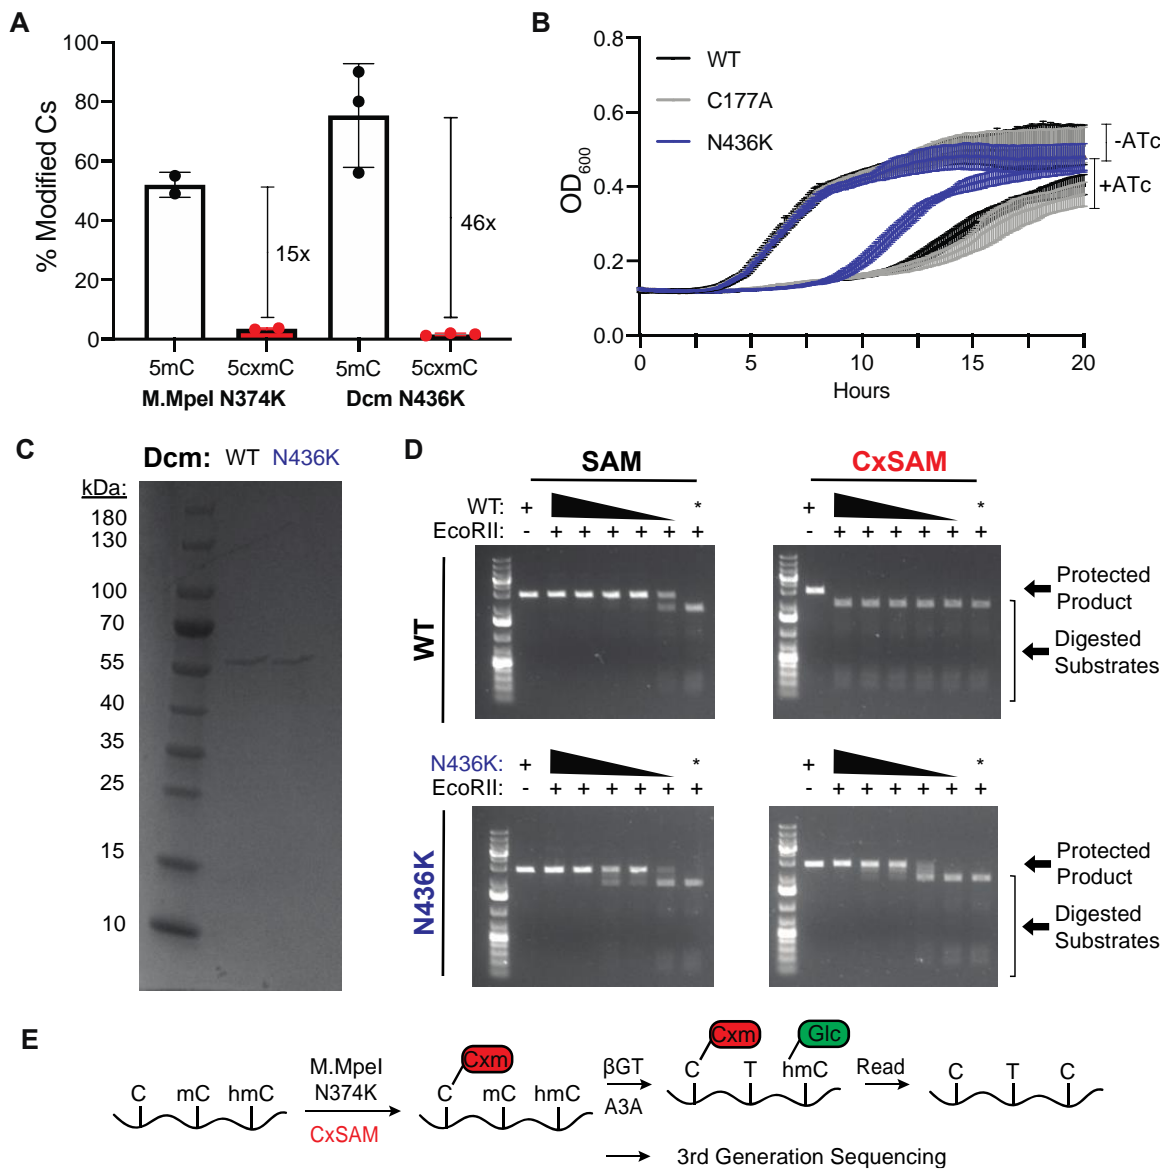 A
% Modified Cs
100
80
60
40
20
0
15x
46x
5mC
5cxmC
5mC
5cxmC
M.MpeI N374K
Dcm N436K
B
OD600
0.8
0.6
0.4
0.2
0.0
WT
C177A
N436K
-ATc
+ATc
0
5
10
15
20
Hours
C
Dcm: WT N436K
kDa:
180
130
100
70
55
40
35
25
15
10
D
SAM
CxSAM
WT: + *
+ *
EcoRII: - + + + + + +
- + + + + + +
WT
Protected
Product
Digested
Substrates
N436K: + *
+ *
EcoRII: - + + + + + +
- + + + + + +
N436K
Protected
Product
Digested
Substrates
E
C mC hmC
M.MpeI
N374K
CxSAM
Cxm
C mC hmC
βGT
A3A
Cxm
Glc
C T hmC
Read
C T C
3rd Generation Sequencing